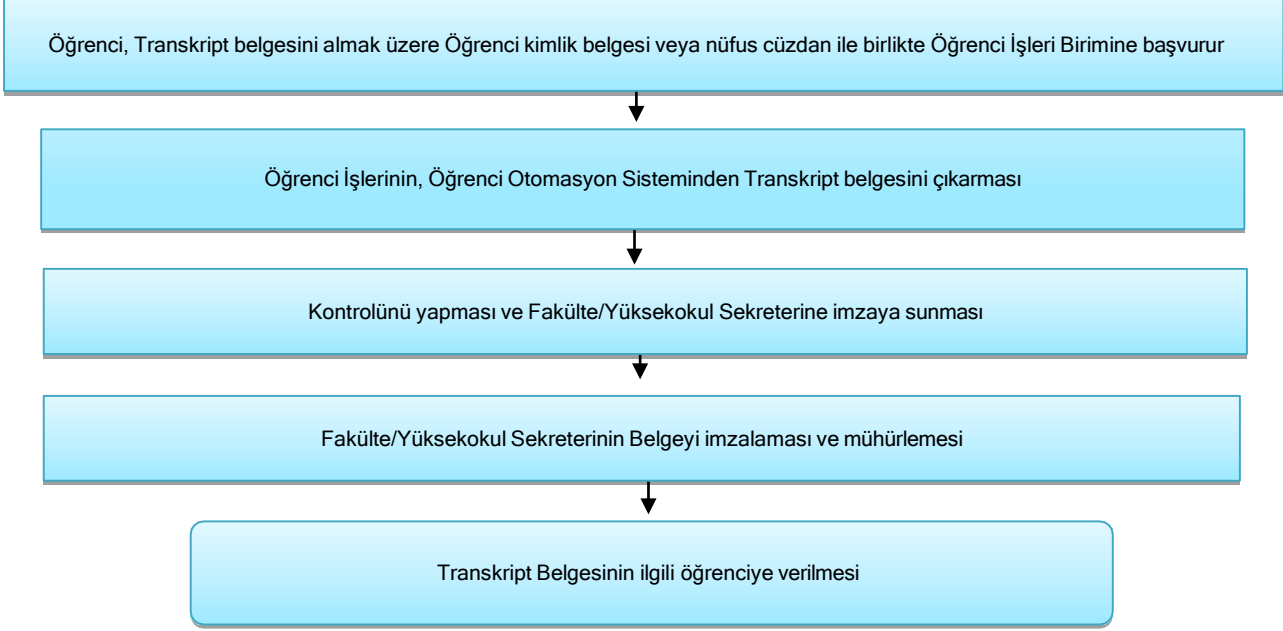 Öğrenci, Transkript belgesini almak üzere Öğrenci kimlik belgesi veya nüfus cüzdan ile birlikte Öğrenci İşleri Birimine başvurur
Öğrenci İşlerinin, Öğrenci Otomasyon Sisteminden Transkript belgesini çıkarması
Kontrolünü yapması ve Fakülte/Yüksekokul Sekreterine imzaya sunması
Fakülte/Yüksekokul Sekreterinin Belgeyi imzalaması ve mühürlemesi
Transkript Belgesinin ilgili öğrenciye verilmesi